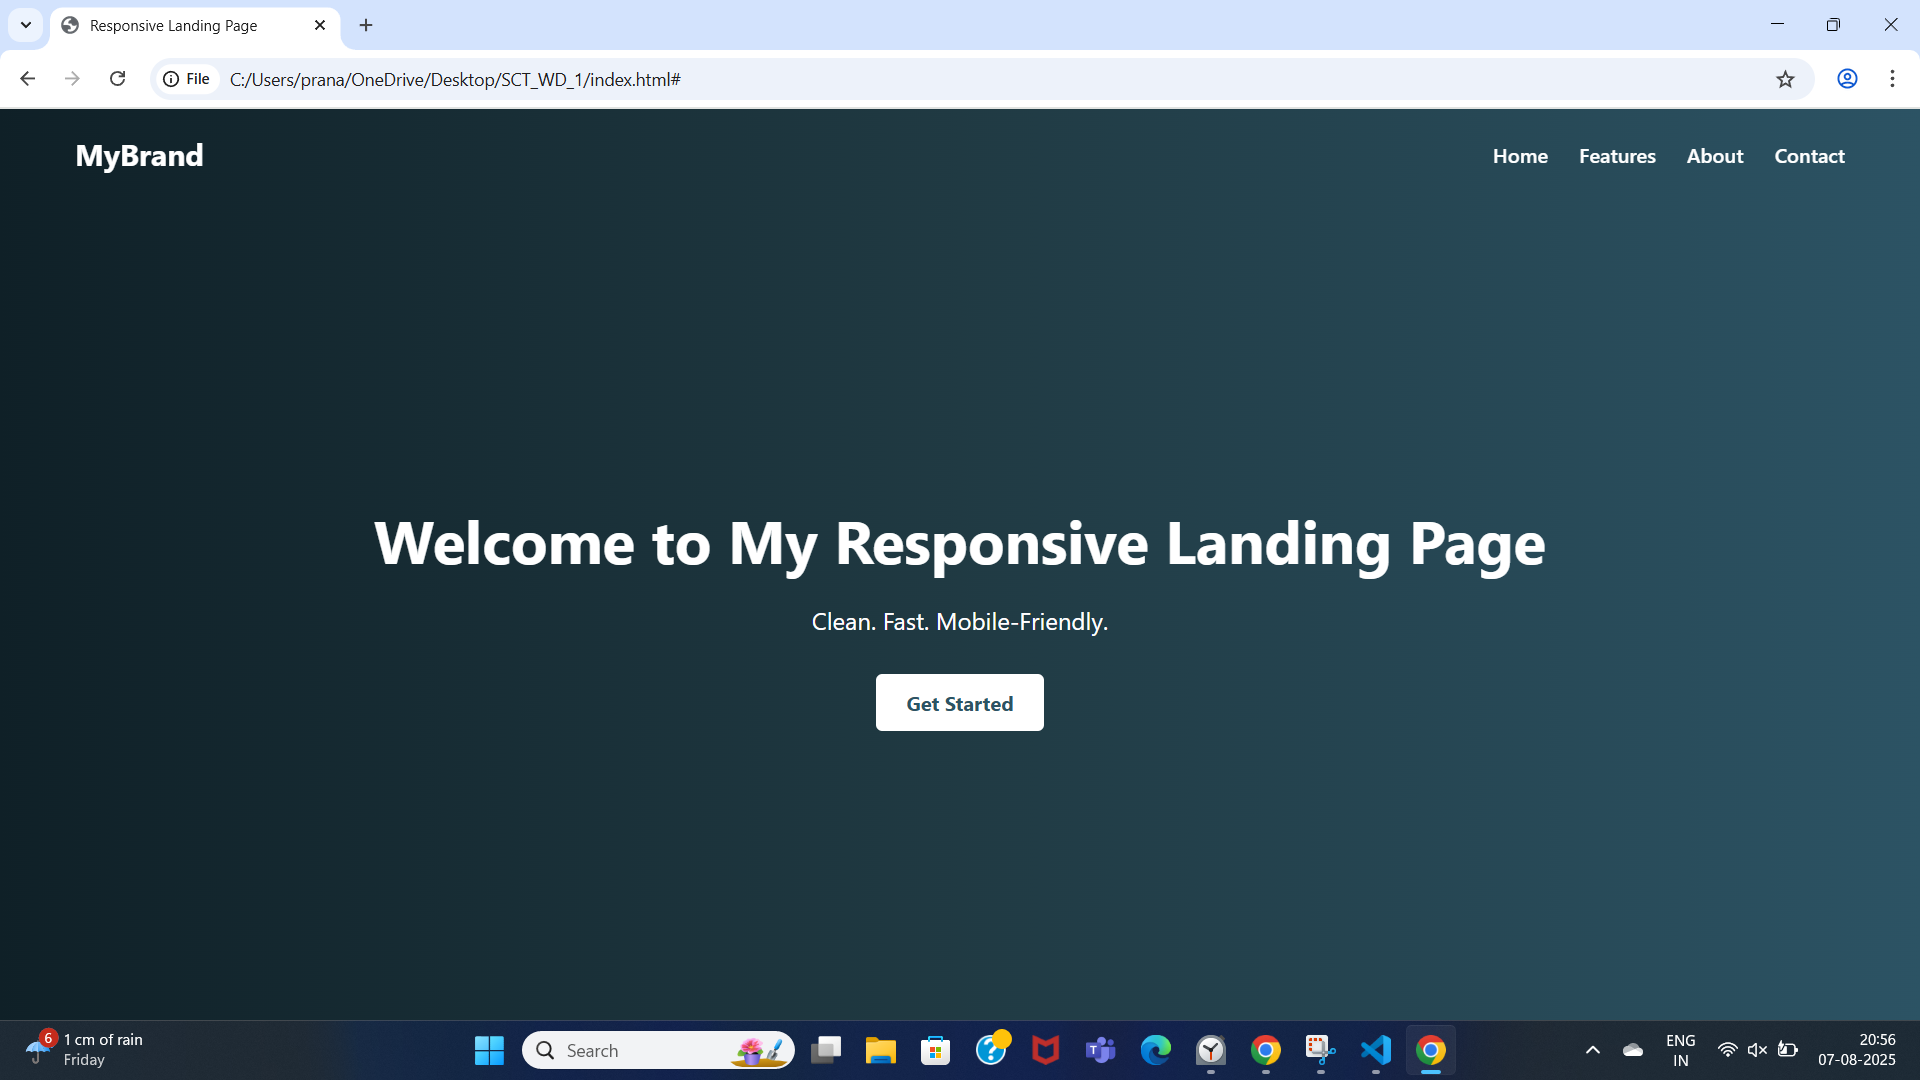 Responsive Landing Page
File
C:/Users/prana/OneDrive/Desktop/SCT_WD_1/index.html#
MyBrand
Home Features About Contact
Welcome to My Responsive Landing Page
Clean. Fast. Mobile-Friendly.
Get Started
6
1 cm of rain
Friday
Search
ENG
IN
20:56
07-08-2025